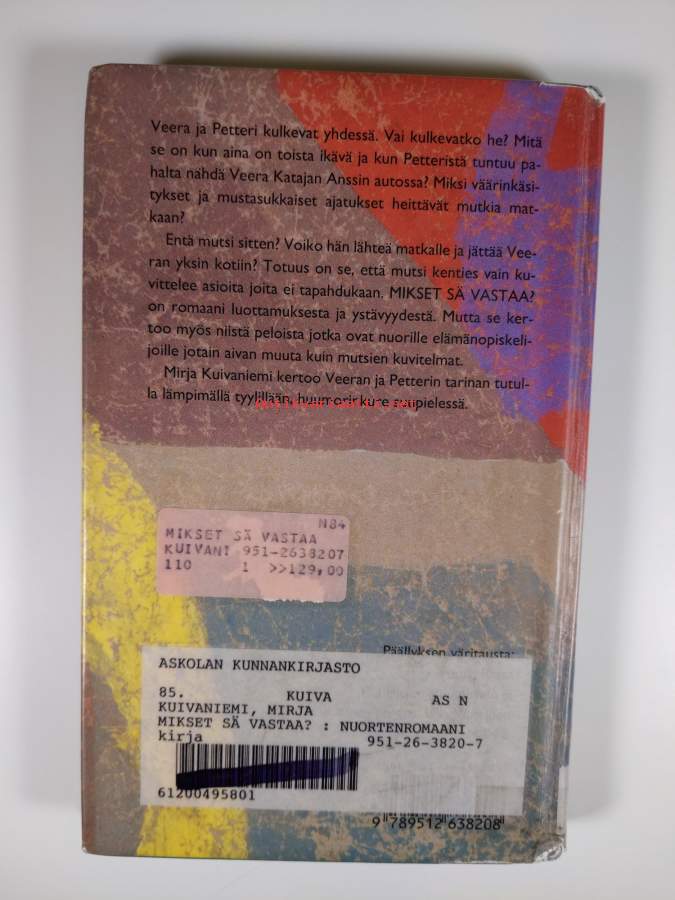 Veera ja Petteri kulkevat yhdessä. Vai kulkevatko he? Mitä
se on kun aina on toista ikävä ja kun Petteristä tuntuu pa-
halta nähdä Veera Katajan Anssin autossa? Miksi väärinkäsi-
tykset ja mustasukkaiset ajatukset heittävät mutkia mat-
kaan?
Entä mutsi sitten? Voiko hän lähteä matkalle ja jättää Vee-
ran yksin kotiin? Totuus on se, että mutsi kenties vain ku-
vittelee asioita joita ei tapahdukaan. MIKSET SÄ VASTAA?
on romaani luottamuksesta ja ystävyydestä. Mutta se ker-
too myös niistä peloista jotka ovat nuorille elämänopiskeli-
joille jotain aivan muuta kuin mutsien kuvitelmat.
Mirja Kuivaniemi kertoo Veeran ja Petterin tarinan tutul-
la lämpimällä tyylillään, huumorin kure suupielessä.
N84
MIKSET SÄ VASTAA
KUIVANI 951-2638207
110 1 >>129,00
Päällyksen väritausta:
ASKOLAN KUNNANKIRJASTO
85. KUIVA AS N
KUIVANIEMI, MIRJA
MIKSET SÄ VASTAA? : NUORTENROMAANI
kirja 951-26-3820-7
61200495801
9 789512 638208